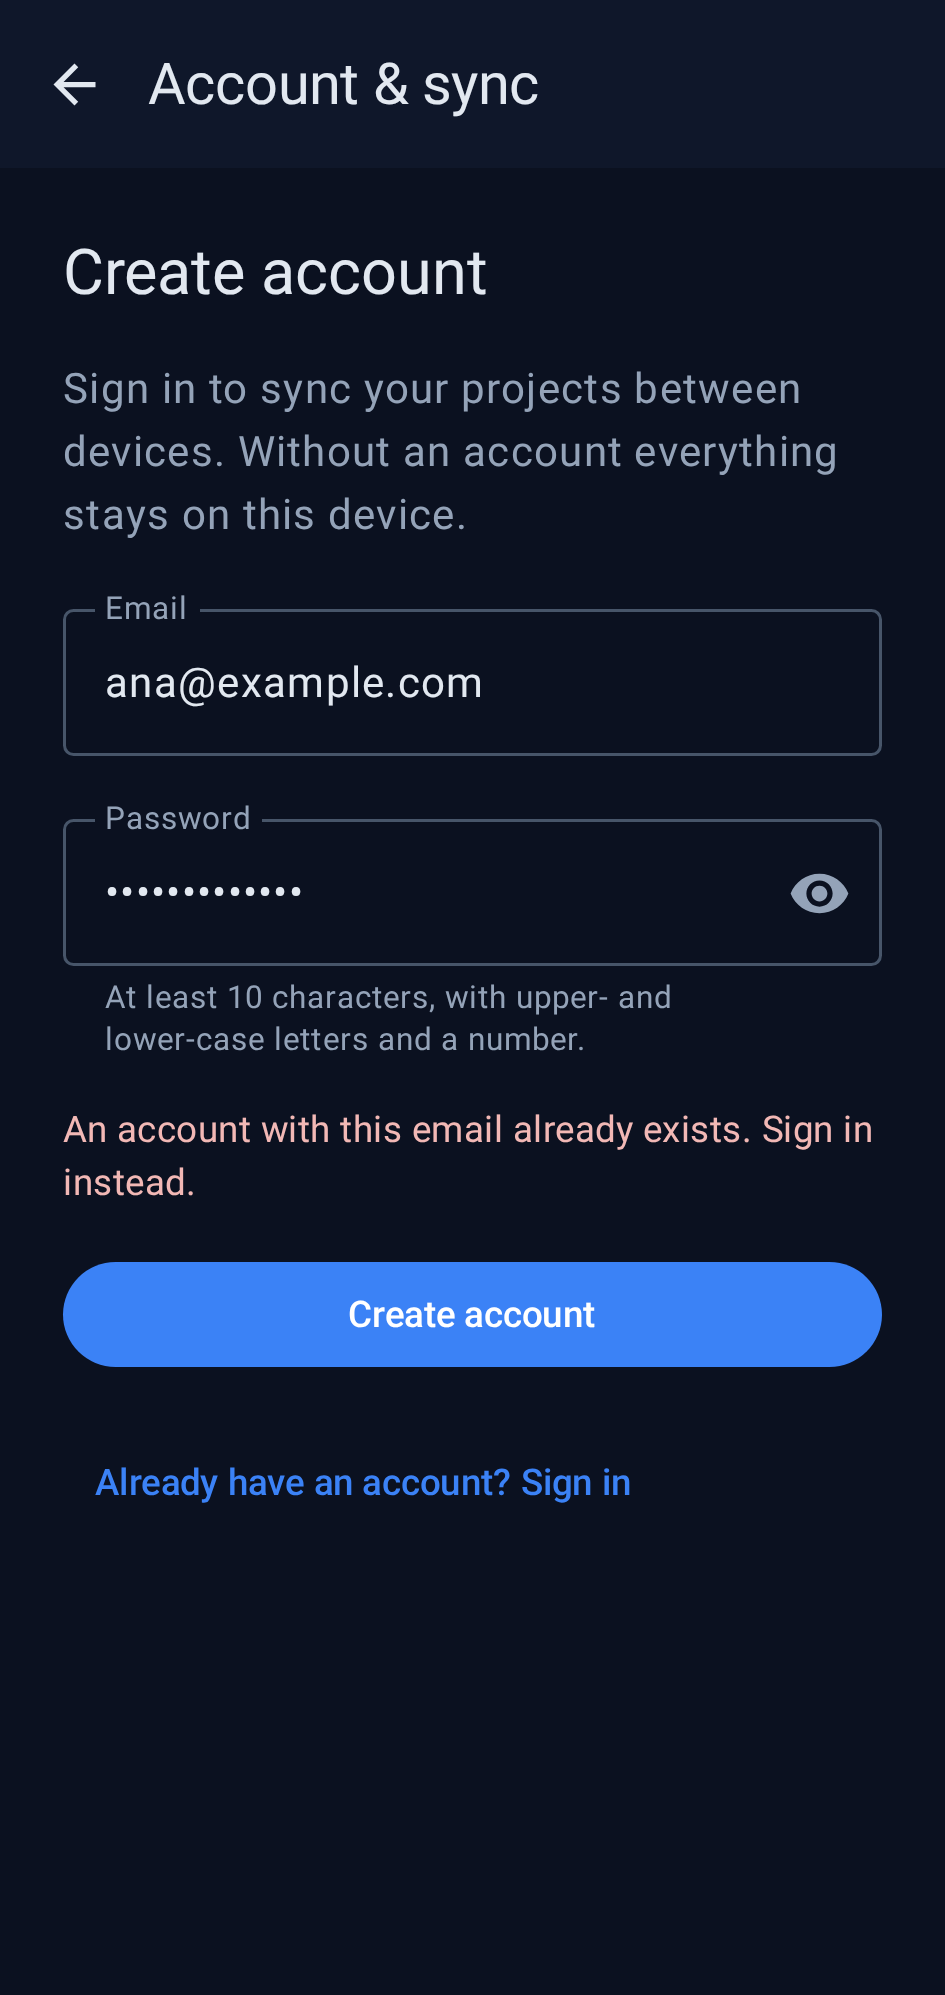 Account & sync
Create account
Sign in to sync your projects between
devices. Without an account everything
stays on this device.
Email
ana@example.com
Password
•••••••••••••
At least 10 characters, with upper- and
lower-case letters and a number.
An account with this email already exists. Sign in
instead.
Create account
Already have an account? Sign in